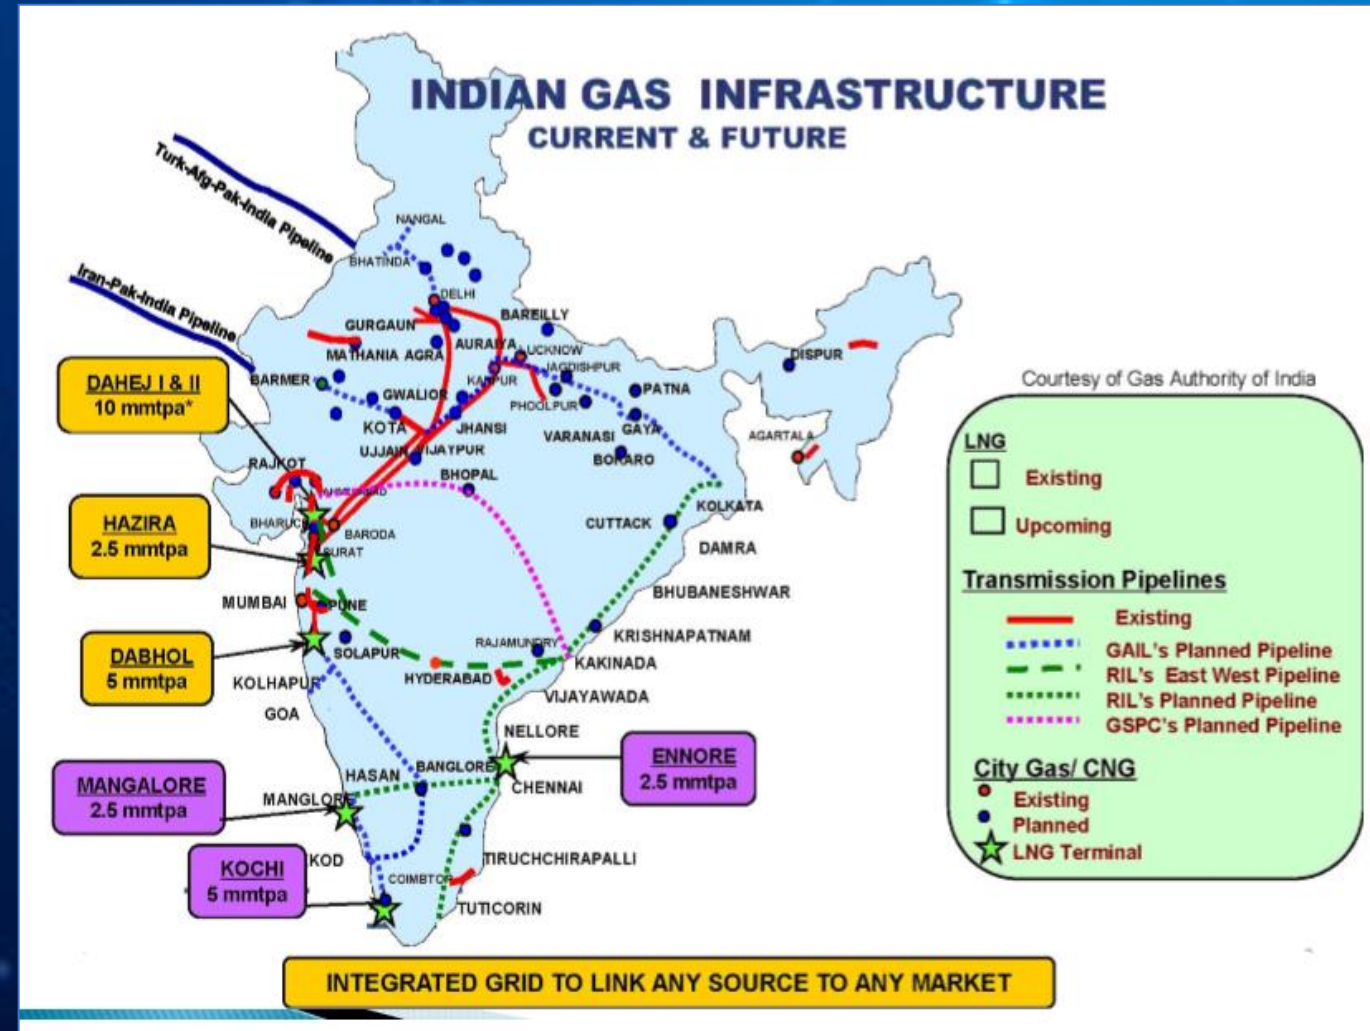 INDIAN GAS INFRASTRUCTURE
CURRENT & FUTURE
Turk-Afg-Pak-India Pipeline
Iran-Pak-India Pipeline
NANGAL
BHATINDA
DELHI
GURGAUN
BAREILLY
MATHANIA AGRA
AURAIYA
LUCKNOW
JAGDISHPUR
DISPUR
BARMER
KANPUR
PATNA
GWALIOR
PHOOLPUR
KOTA
JHANSI
VARANASI
GAYA
AGARTALA
UJJAIN
VIJAYPUR
BOKARO
RAJKOT
BHOPAL
KOLKATA
BARODA
CUTTACK
SURAT
DAMRA
BHUBANESHWAR
MUMBAI
PUNE
RAJAMUNDRY
KRISHNAPATNAM
SOLAPUR
KAKINADA
KOLHAPUR
HYDERABAD
VIJAYAWADA
GOA
NELLORE
HASAN
BANGLORE
CHENNAI
MANGLORE
KOD
TIRUCHCHIRAPALLI
TUTICORIN
DAHEJ I & II
10 mmtpa*
HAZIRA
2.5 mmtpa
DABHOL
5 mmtpa
MANGALORE
2.5 mmtpa
KOCHI
5 mmtpa
ENNORE
2.5 mmtpa
Courtesy of Gas Authority of India
LNG
Existing
Upcoming
Transmission Pipelines
Existing
GAIL's Planned Pipeline
RIL's East West Pipeline
RIL's Planned Pipeline
GSPC's Planned Pipeline
City Gas/ CNG
Existing
Planned
LNG Terminal
INTEGRATED GRID TO LINK ANY SOURCE TO ANY MARKET